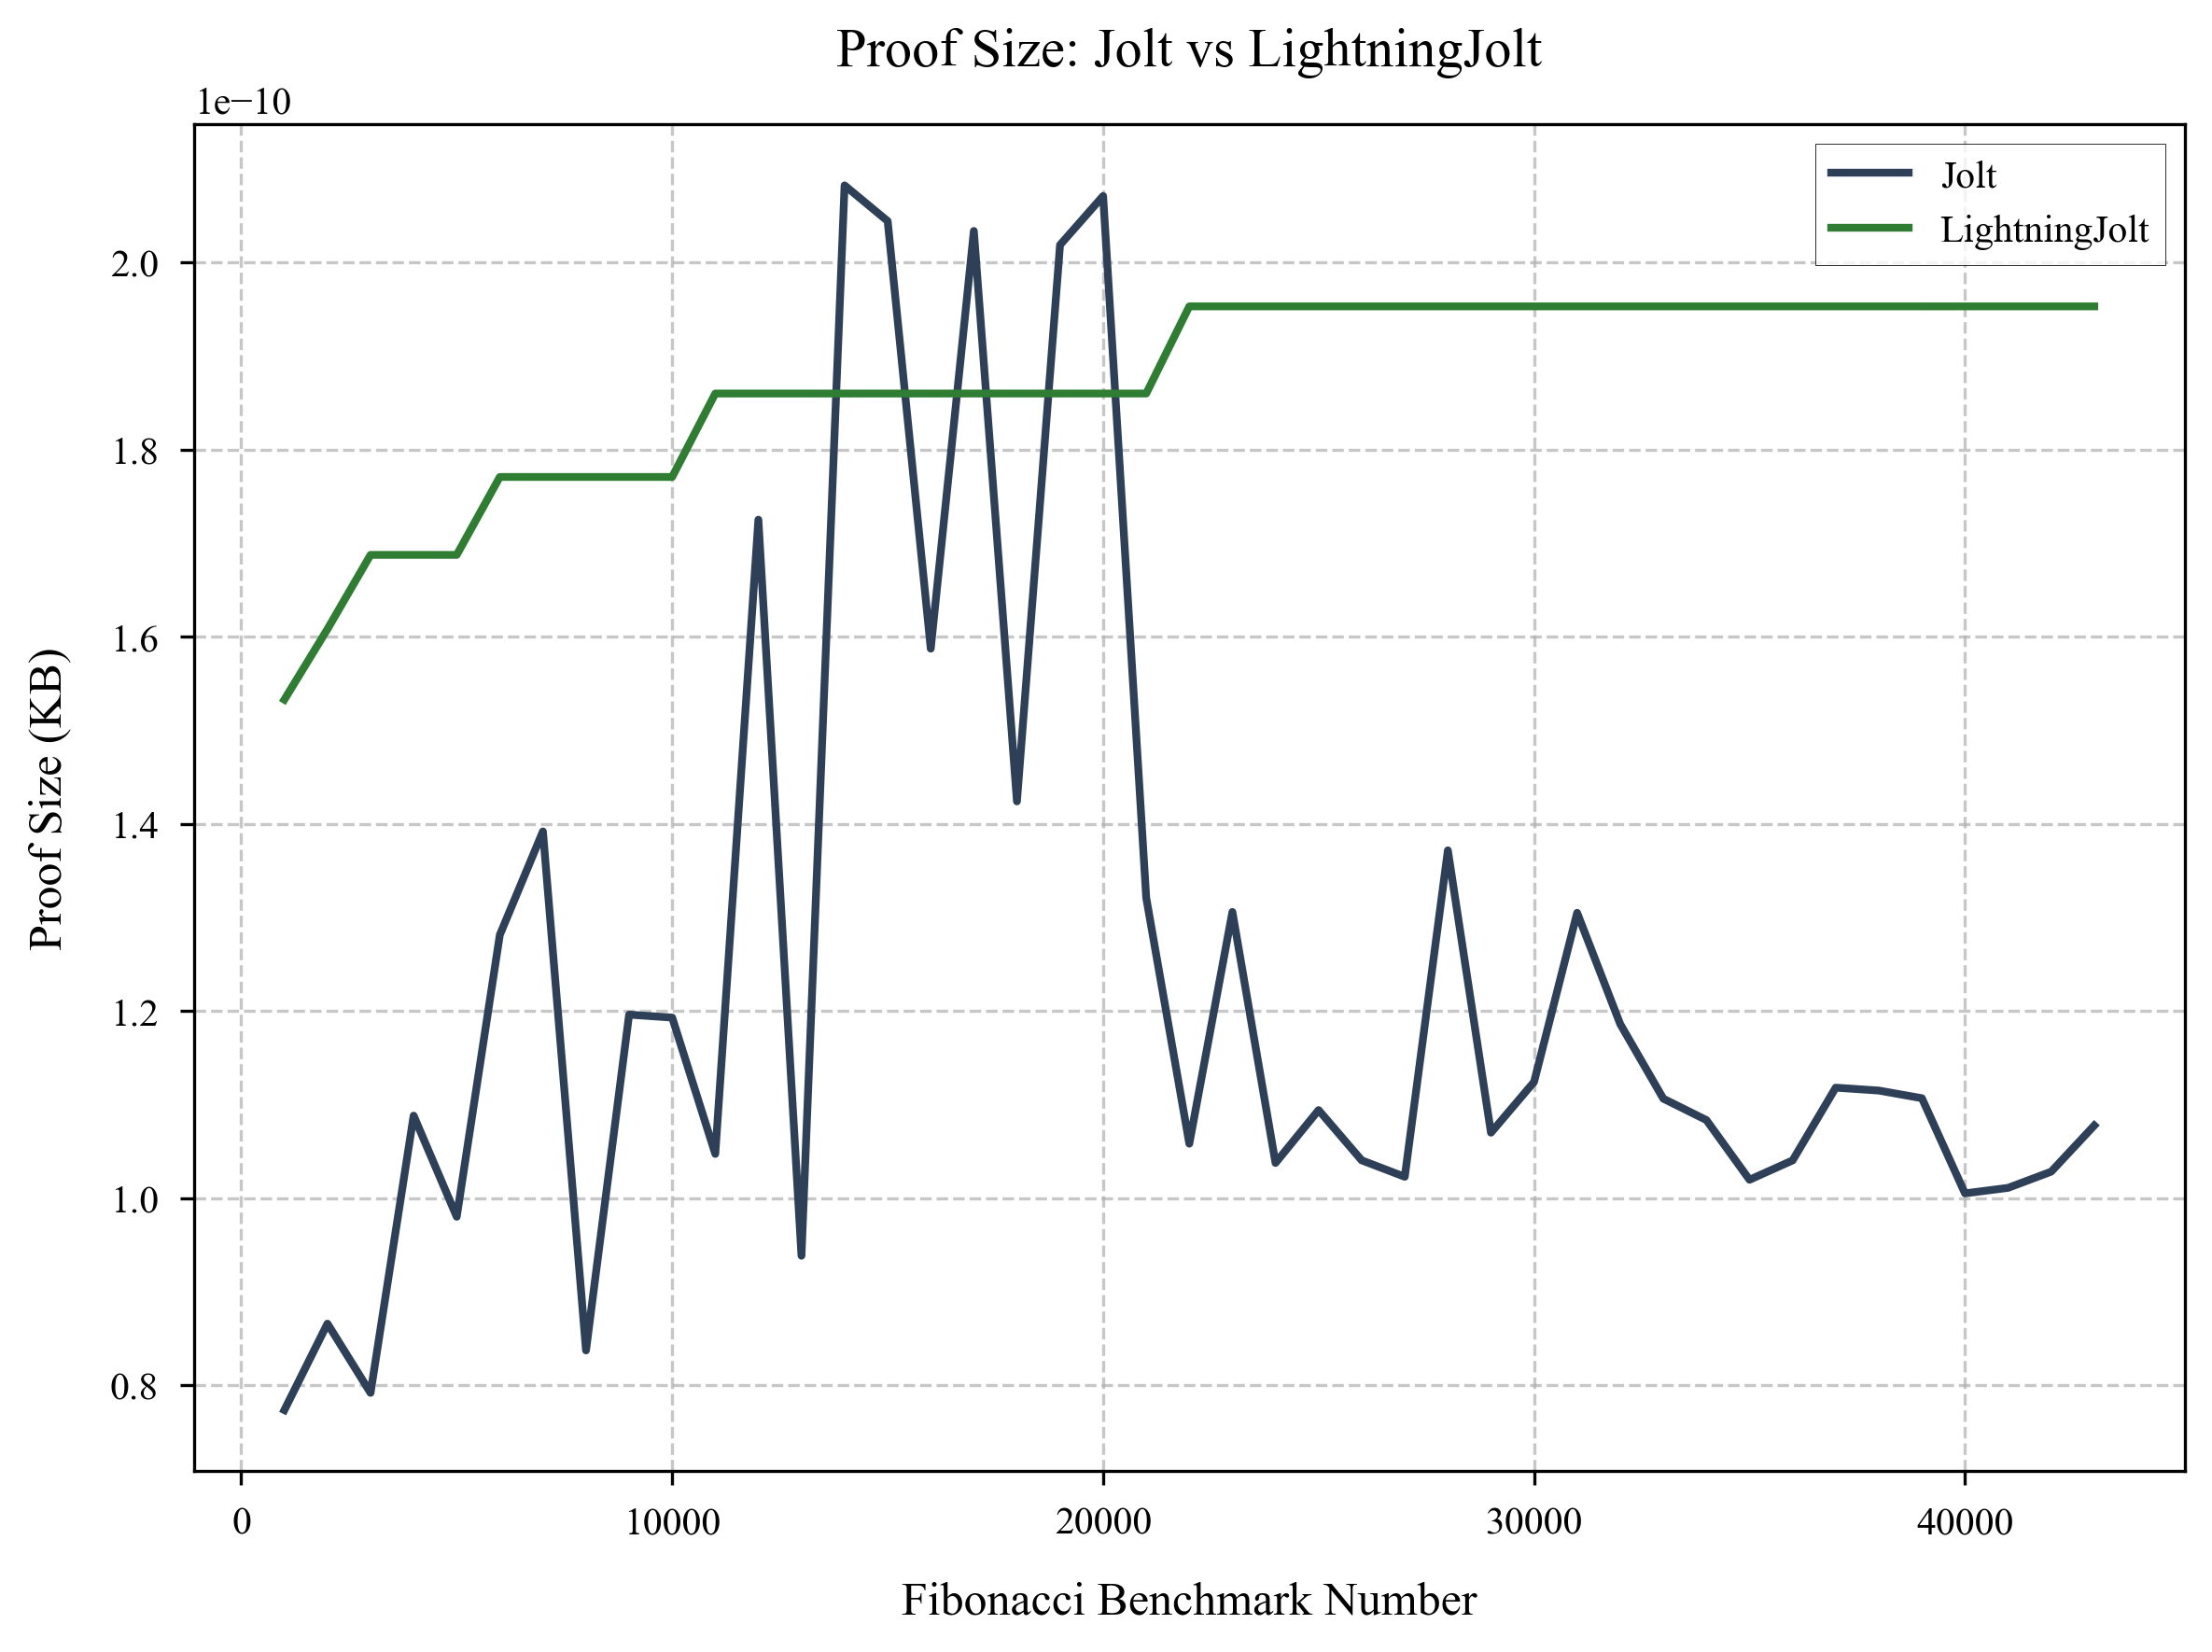 Proof Size: Jolt vs LightningJolt
1e−10
Jolt
LightningJolt
2.0
1.8
1.6
1.4
1.2
1.0
0.8
Proof Size (KB)
0 10000 20000 30000 40000
Fibonacci Benchmark Number